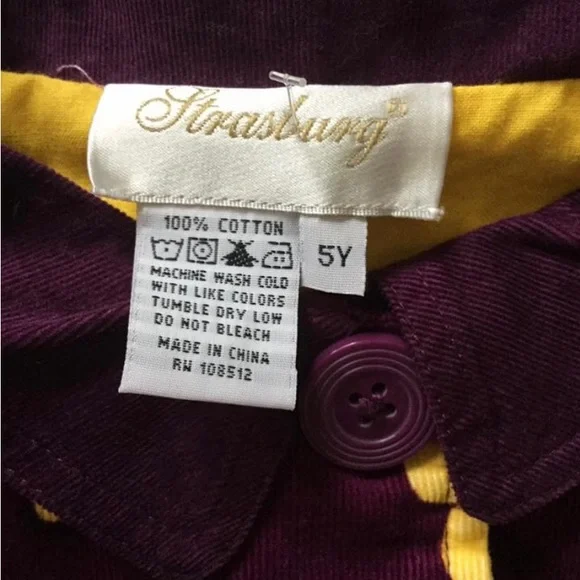 Strasburg
100% COTTON
5Y
MACHINE WASH COLD
WITH LIKE COLORS
TUMBLE DRY LOW
DO NOT BLEACH
MADE IN CHINA
RN 108512